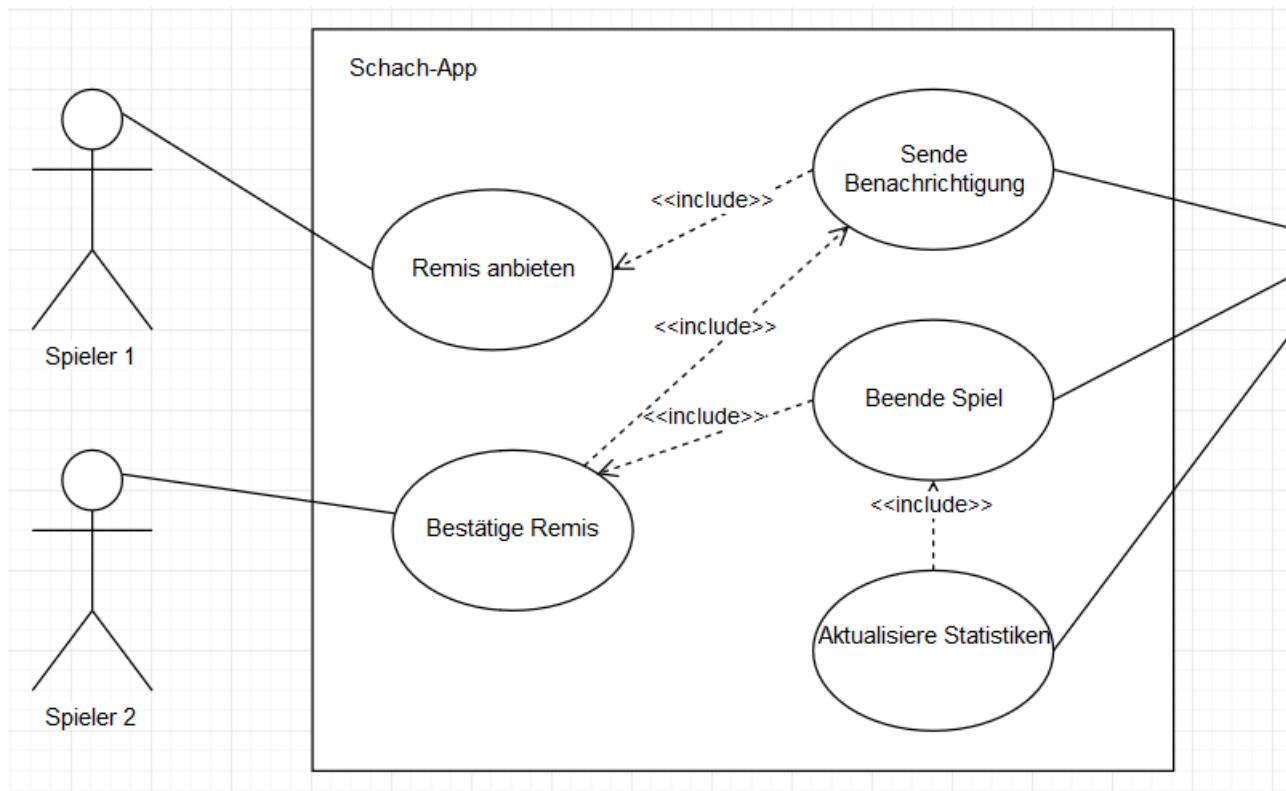 Schach-App
Sende
Benachrichtigung
<<include>>
Remis anbieten
<<include>>
Spieler 1
Beende Spiel
<<include>>
<<include>>
Bestätige Remis
Aktualisiere Statistiken
Spieler 2